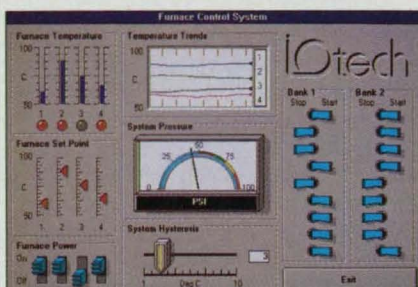 Furnace Control System
Furnace Temperature
100
C
50
1 2 3 4
Furnace Set Point
100
C
50
1 2 3 4
Furnace Power
On
Off
Temperature Trends
100
C
50
1
2
3
4
System Pressure
0 25 50 75 100
PSI
System Hysteresis
3
1 Deg C 10
iOtech
Bank 1
Stop Start
Bank 2
Stop Start
Exit